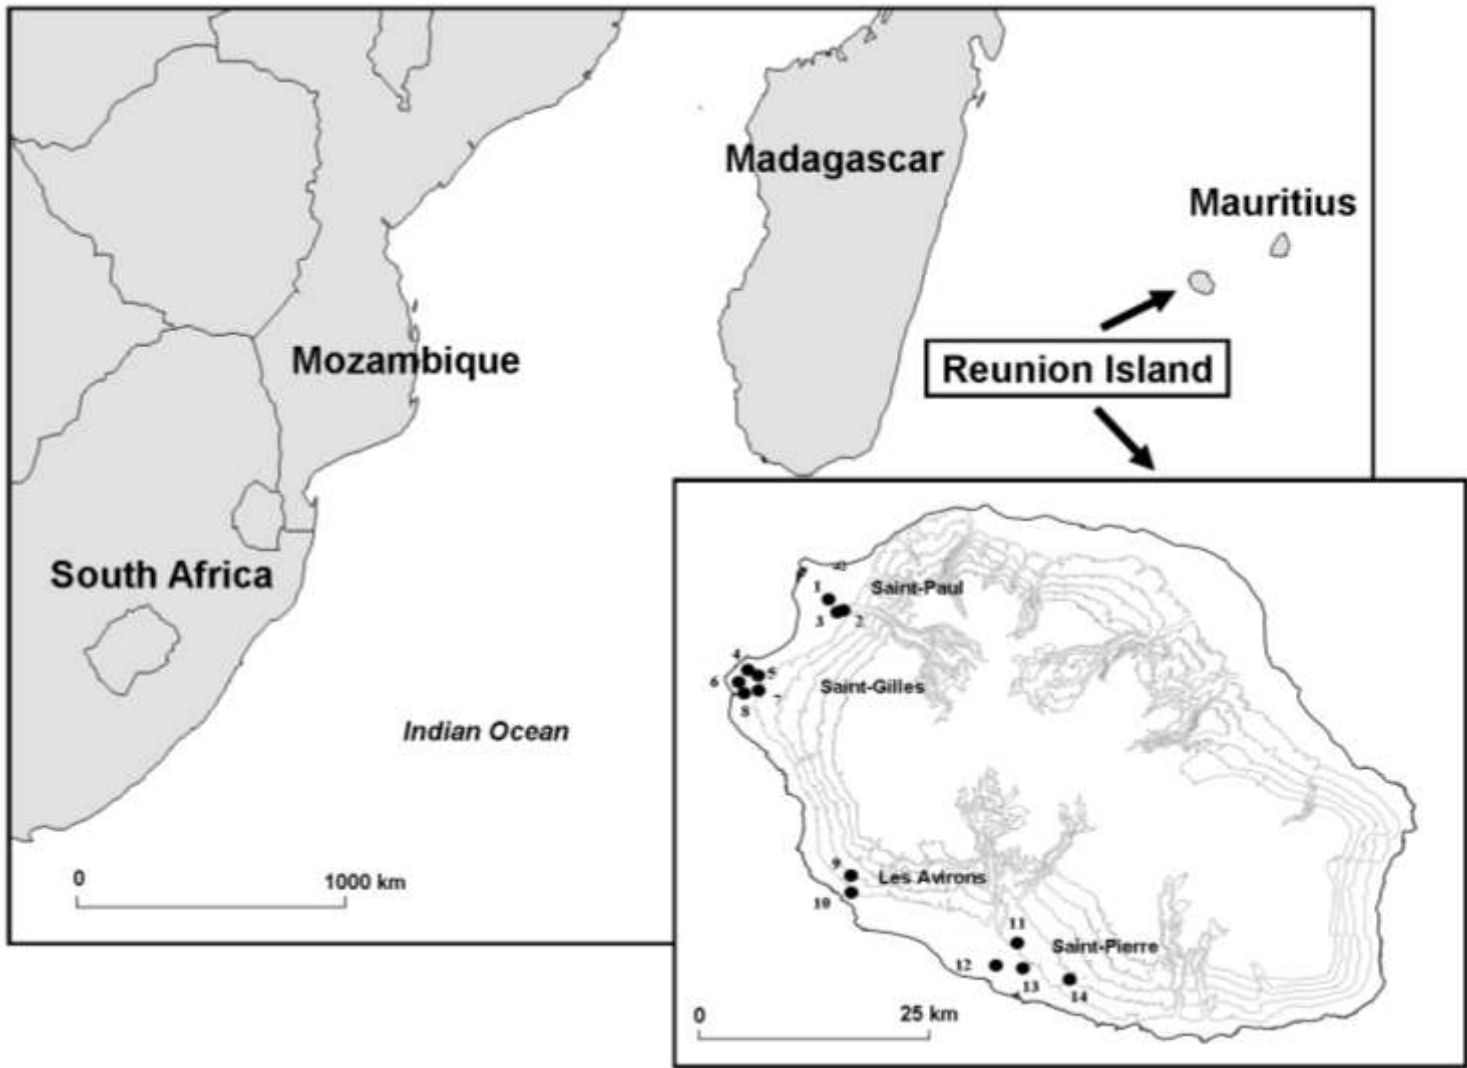 Madagascar
Mauritius
Mozambique
Reunion Island
South Africa
Indian Ocean
0
1000 km
1
Saint-Paul
3
2
4
5
6
Saint-Gilles
7
8
9
Les Avirons
10
11
Saint-Pierre
12
13
14
0
25 km